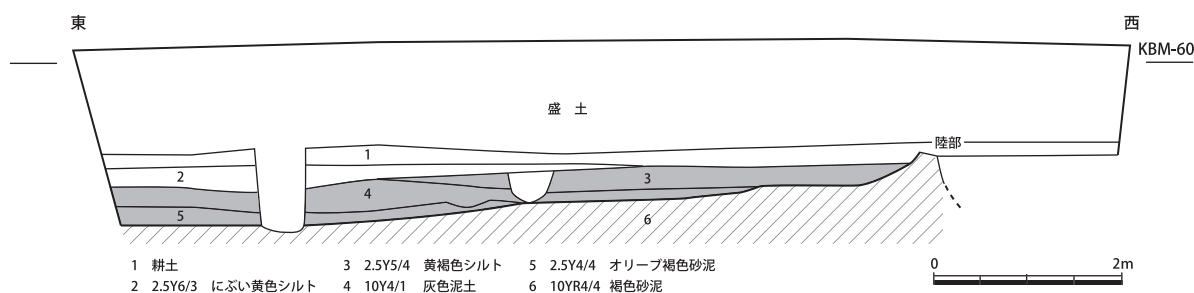 東
西
KBM-60
盛 土
陸部
1
2
3
4
5
6
1 耕土
2 2.5Y6/3 にぶい黄色シルト
3 2.5Y5/4 黄褐色シルト
4 10Y4/1 灰色泥土
5 2.5Y4/4 オリーブ褐色砂泥
6 10YR4/4 褐色砂泥
0 2m